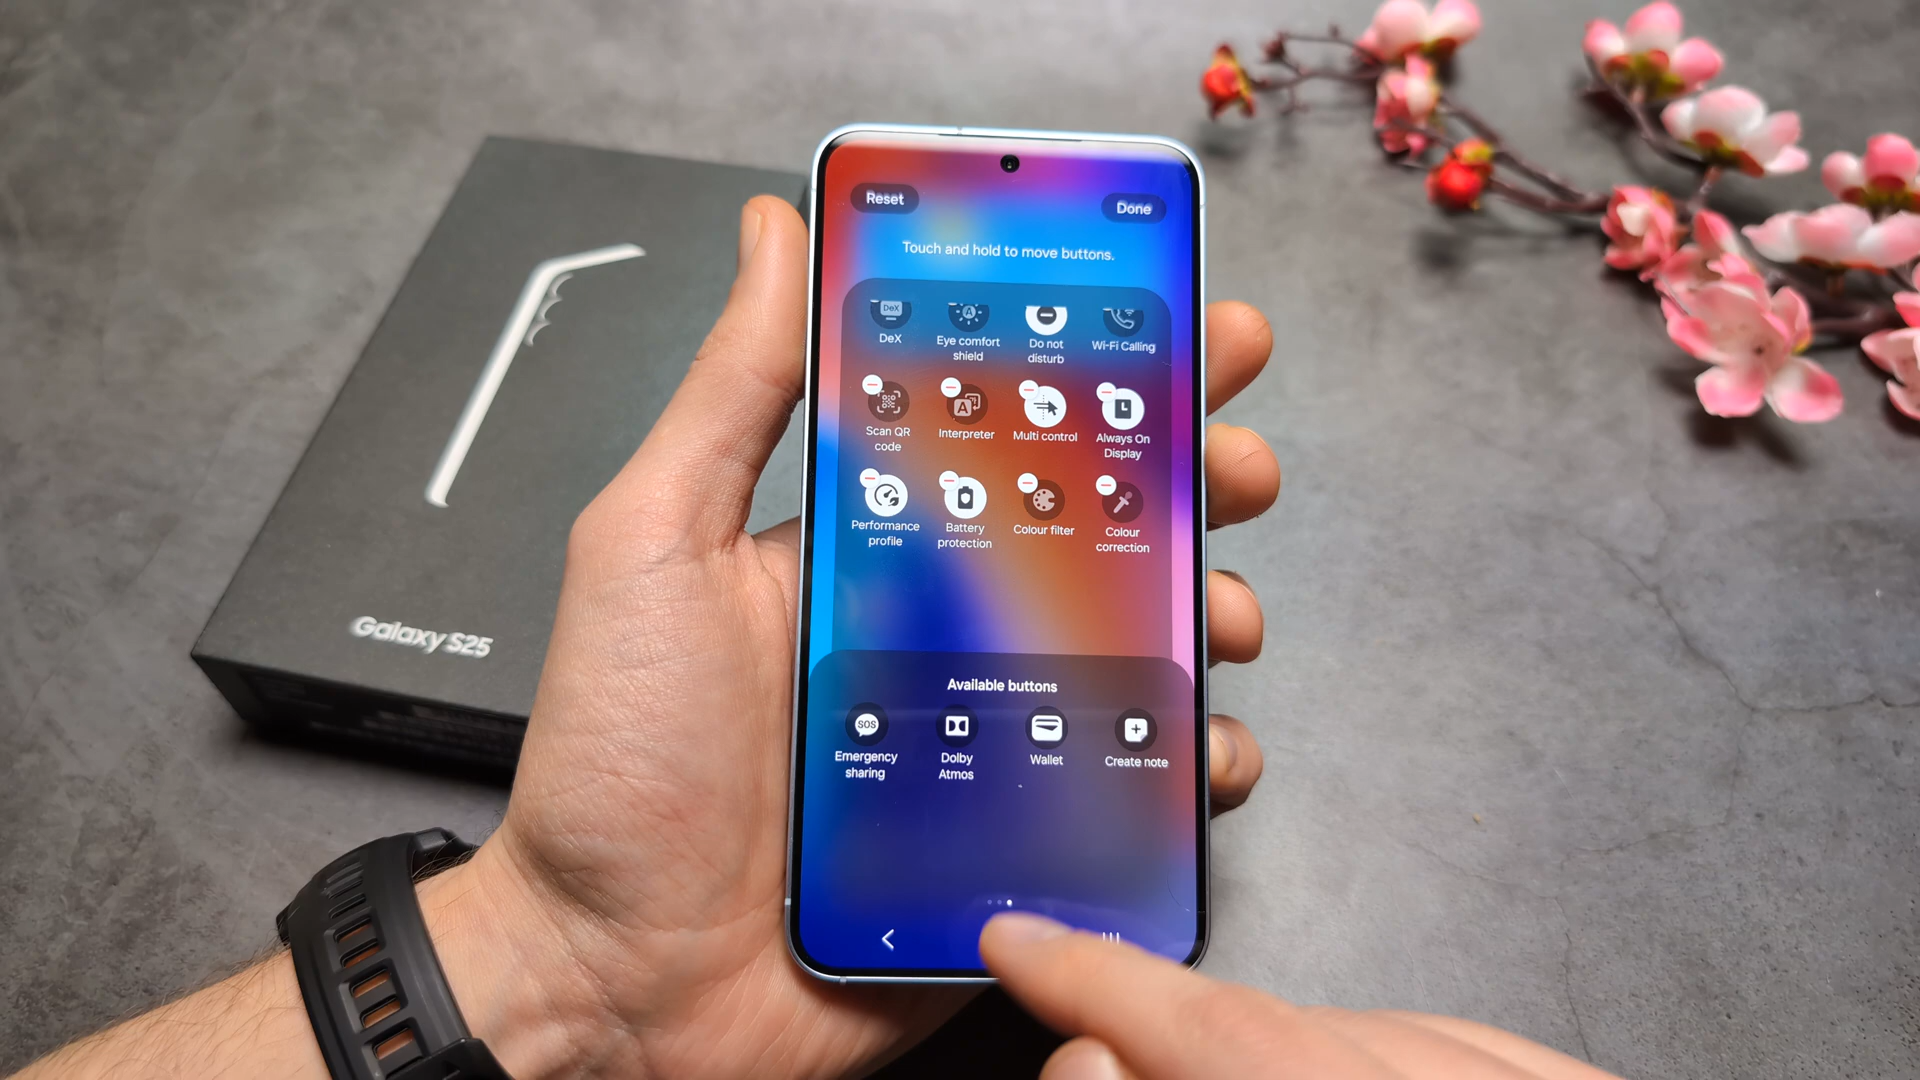 Reset
Done
Touch and hold to move buttons.
DeX
DeX
Eye comfort
shield
Do not
disturb
Wi-Fi Calling
Scan QR
code
A
Interpreter
Multi control
Always On
Display
Performance
profile
Battery
protection
Colour filter
Colour
correction
Available buttons
SOS
Emergency
sharing
Dolby
Atmos
Wallet
Create note
Galaxy S25